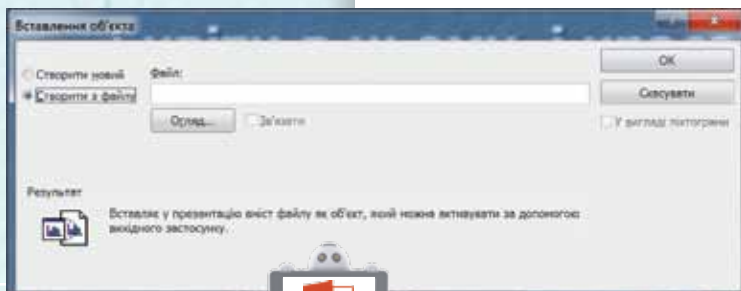 Вставлення об'єкта
Створити новий
Файл:
ОК
Створити з файлу
Скасувати
Огляд...
Зв'язати
У вигляді піктограми
Результат
Вставляє у презентацію вміст файлу як об'єкт, який можна активувати за допомогою
вихідного застосунку.